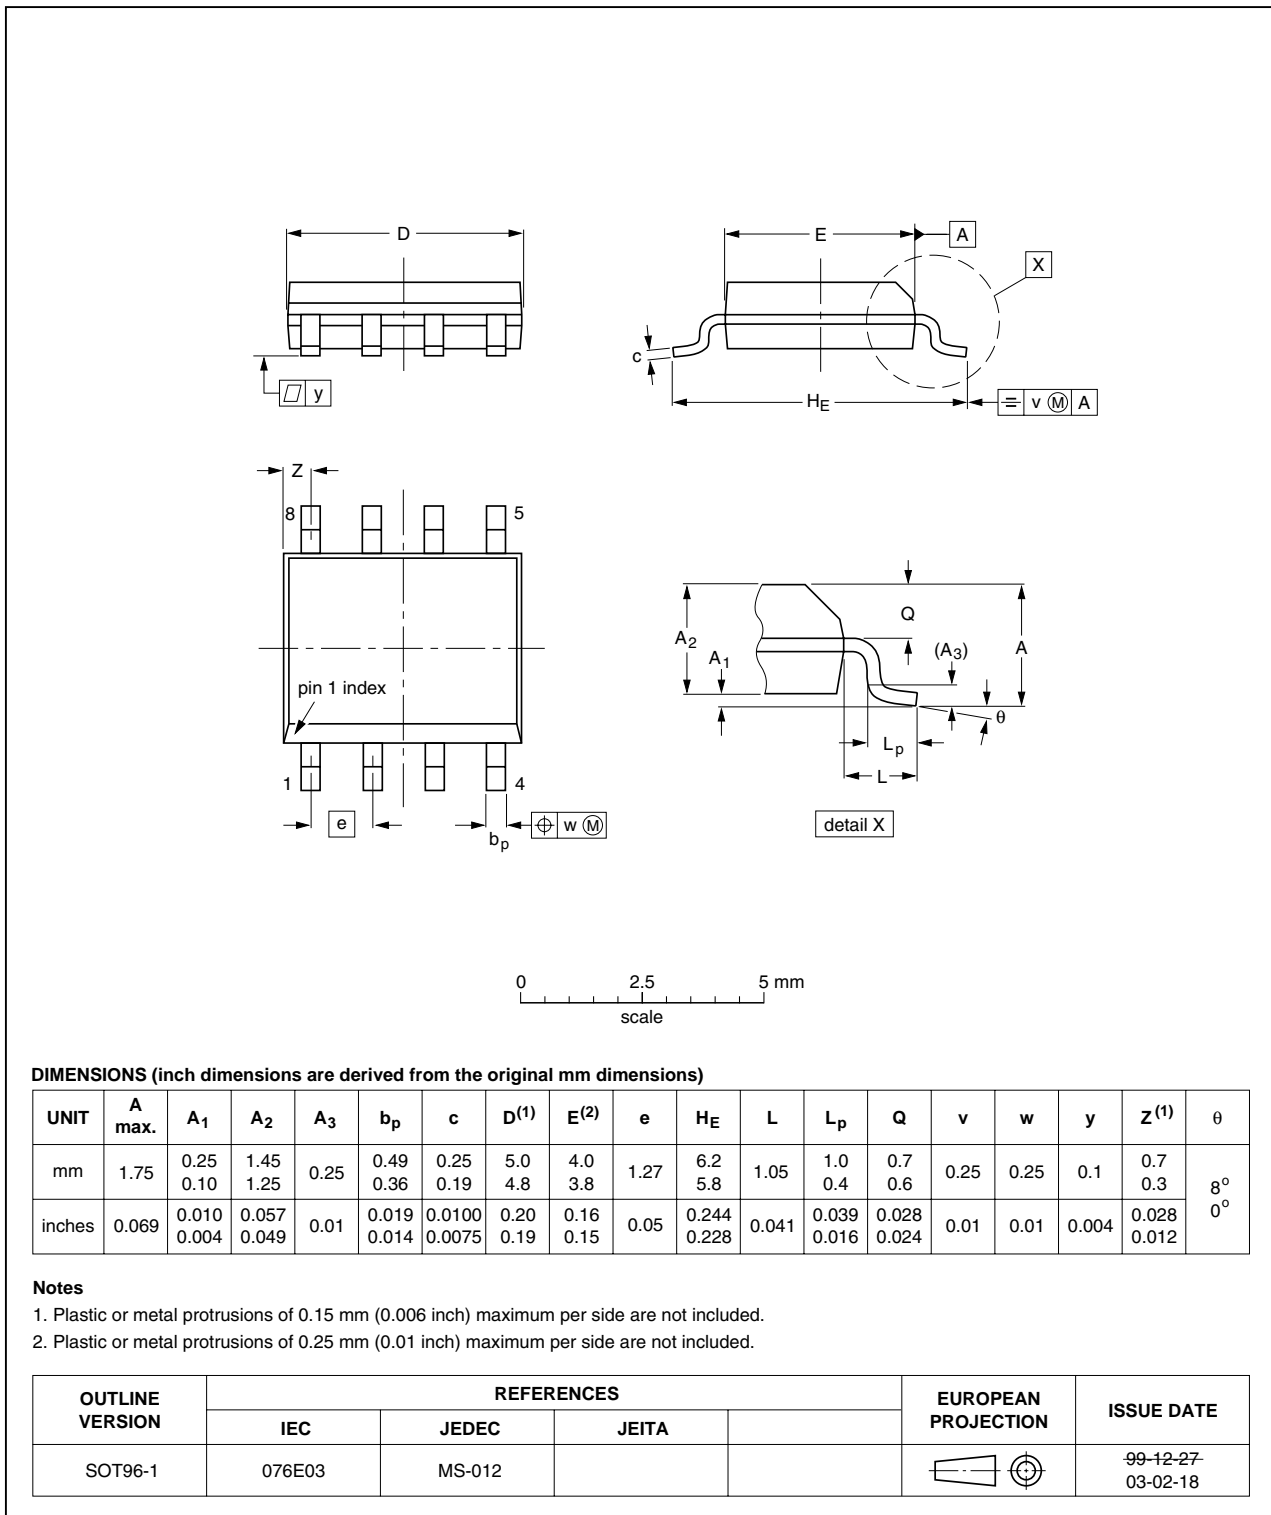 D
E
A
X
c
y
HE
v M A
Z
8
5
pin 1 index
1
4
e
bp
w M
A2
A1
Q
(A3)
A
θ
Lp
L
detail X
0 2.5 5 mm
scale
DIMENSIONS (inch dimensions are derived from the original mm dimensions)
UNIT A max. A1 A2 A3 bp c D(1) E(2) e HE L Lp Q v w y Z(1) θ
mm 1.75 0.25 0.10 1.45 1.25 0.25 0.49 0.36 0.25 0.19 5.0 4.8 4.0 3.8 1.27 6.2 5.8 1.05 1.0 0.4 0.7 0.6 0.25 0.25 0.1 0.7 0.3 8° 0°
inches 0.069 0.010 0.004 0.057 0.049 0.01 0.019 0.014 0.0100 0.0075 0.20 0.19 0.16 0.15 0.05 0.244 0.228 0.041 0.039 0.016 0.028 0.024 0.01 0.01 0.004 0.028 0.012
Notes
1. Plastic or metal protrusions of 0.15 mm (0.006 inch) maximum per side are not included.
2. Plastic or metal protrusions of 0.25 mm (0.01 inch) maximum per side are not included.
OUTLINE VERSION REFERENCES EUROPEAN PROJECTION ISSUE DATE
IEC JEDEC JEITA
SOT96-1 076E03 MS-012 99-12-27
03-02-18